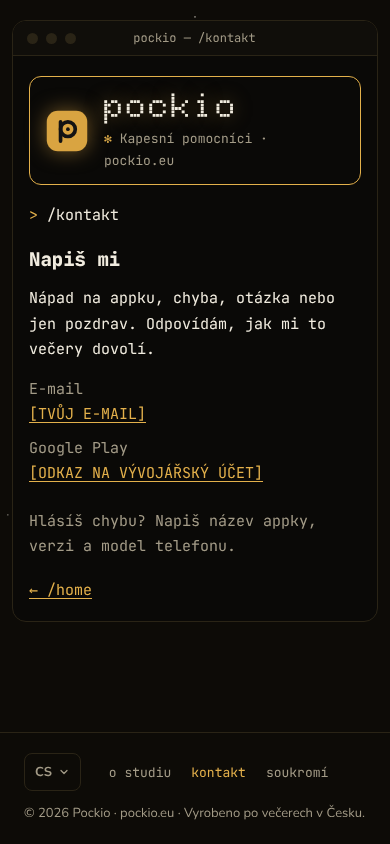 pockio — /kontakt
p
pockio
✻ Kapesní pomocníci ·
pockio.eu
> /kontakt
Napiš mi
Nápad na appku, chyba, otázka nebo
jen pozdrav. Odpovídám, jak mi to
večery dovolí.
E-mail
[TVŮJ E-MAIL]
Google Play
[ODKAZ NA VÝVOJÁŘSKÝ ÚČET]
Hlásíš chybu? Napiš název appky,
verzi a model telefonu.
← /home
CS o studiu kontakt soukromí
© 2026 Pockio · pockio.eu · Vyrobeno po večerech v Česku.